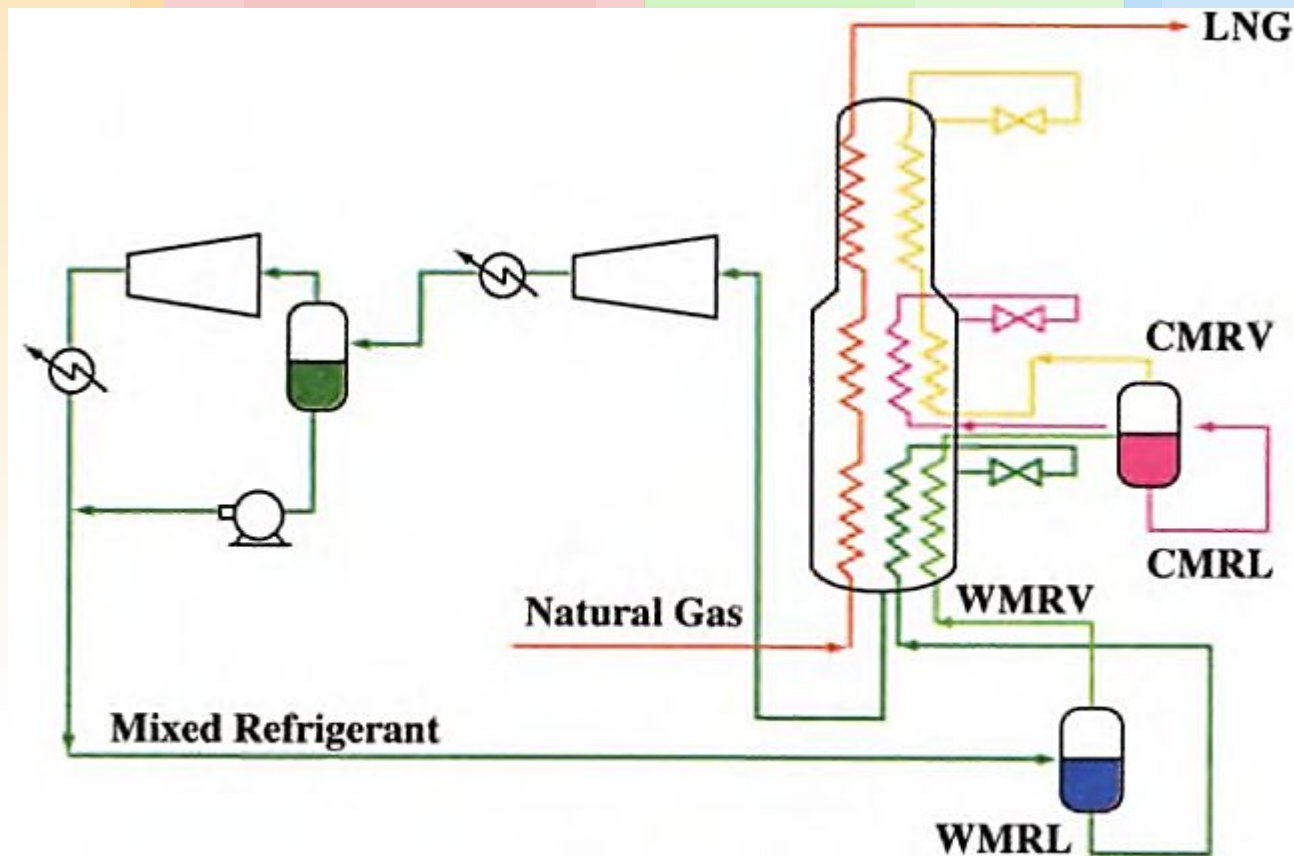 LNG
CMRV
CMRL
WMRV
Natural Gas
Mixed Refrigerant
WMRL